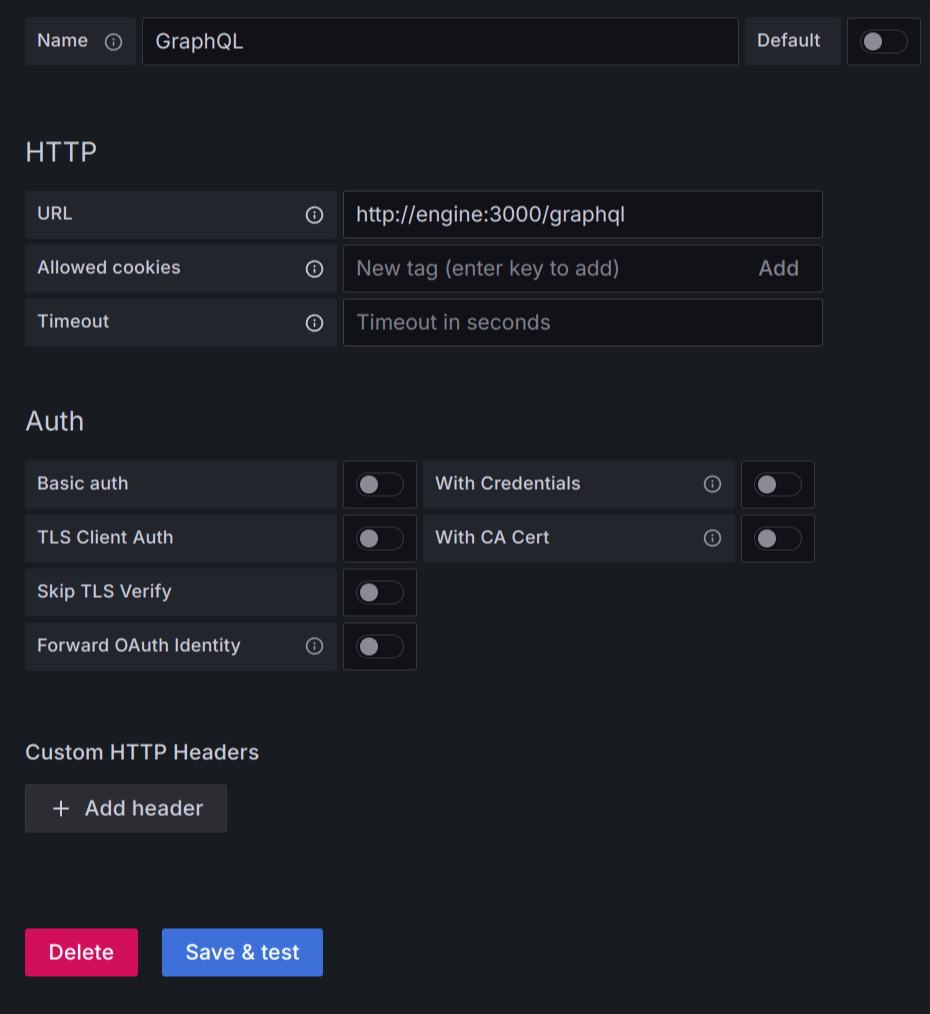 Name GraphQL Default
HTTP
URL http://engine:3000/graphql
Allowed cookies New tag (enter key to add) Add
Timeout Timeout in seconds
Auth
Basic auth With Credentials
TLS Client Auth With CA Cert
Skip TLS Verify
Forward OAuth Identity
Custom HTTP Headers
+ Add header
Delete Save & test